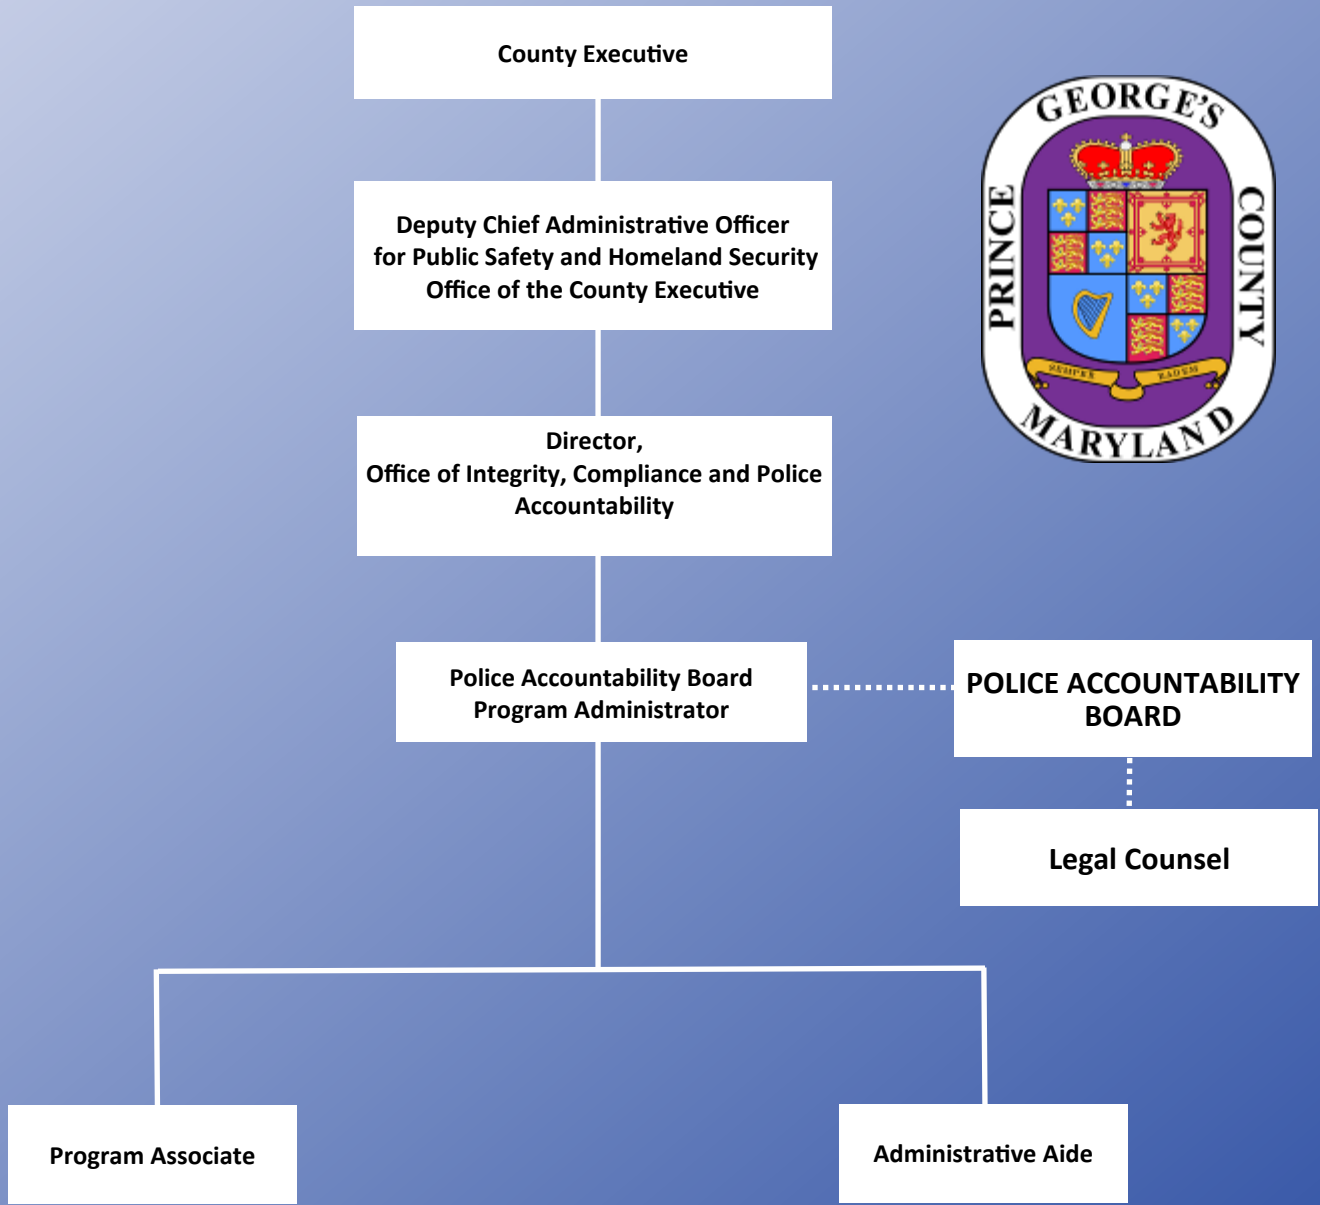 County Executive
GEORGE'S
PRINCE
COUNTY
MARYLAND
SEMPER
EADEM
Deputy Chief Administrative Officer
for Public Safety and Homeland Security
Office of the County Executive
Director,
Office of Integrity, Compliance and Police
Accountability
Police Accountability Board
Program Administrator
POLICE ACCOUNTABILITY
BOARD
Legal Counsel
Program Associate
Administrative Aide